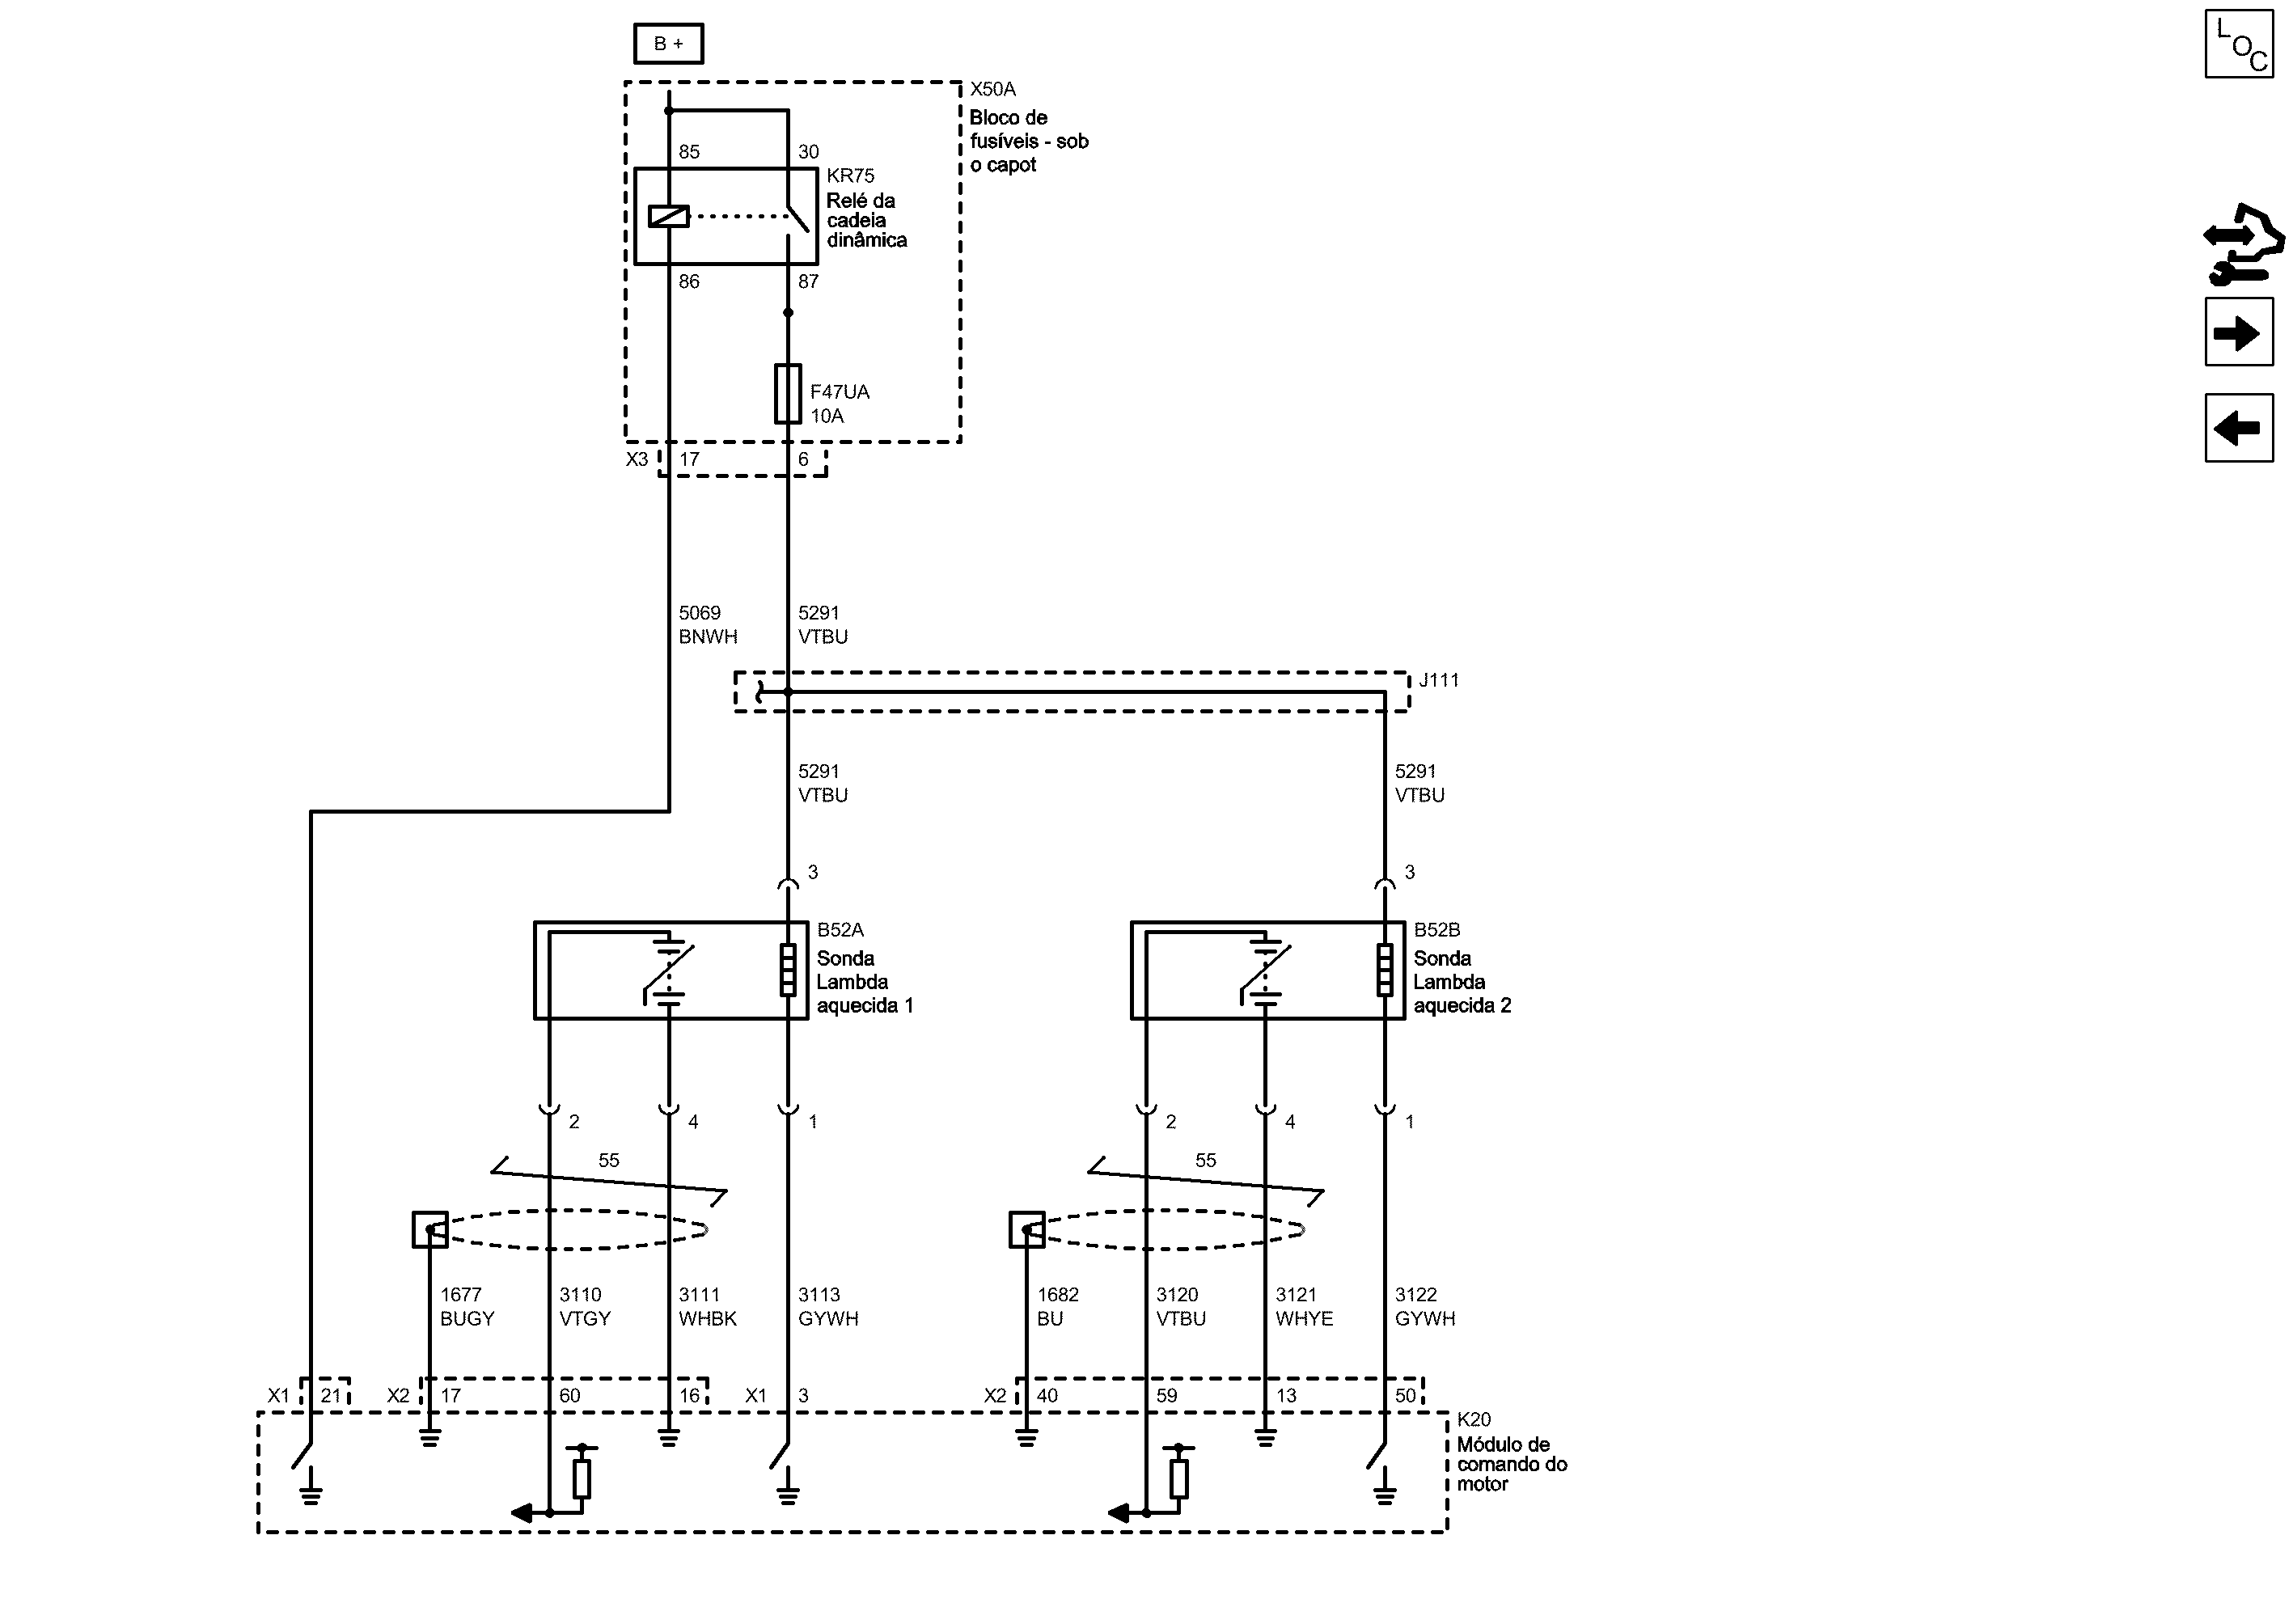 B +
LOC
X50A
Bloco de
fusíveis - sob
o capot
85
30
KR75
Relé da
cadeia
dinâmica
86
87
F47UA
10A
X3
17
6
5069
BNWH
5291
VTBU
J111
5291
VTBU
5291
VTBU
3
3
B52A
Sonda
Lambda
aquecida 1
B52B
Sonda
Lambda
aquecida 2
2
4
1
2
4
1
55
55
1677
BUGY
3110
VTGY
3111
WHBK
3113
GYWH
1682
BU
3120
VTBU
3121
WHYE
3122
GYWH
X1
21
X2
17
60
16
X1
3
X2
40
59
13
50
K20
Módulo de
comando do
motor